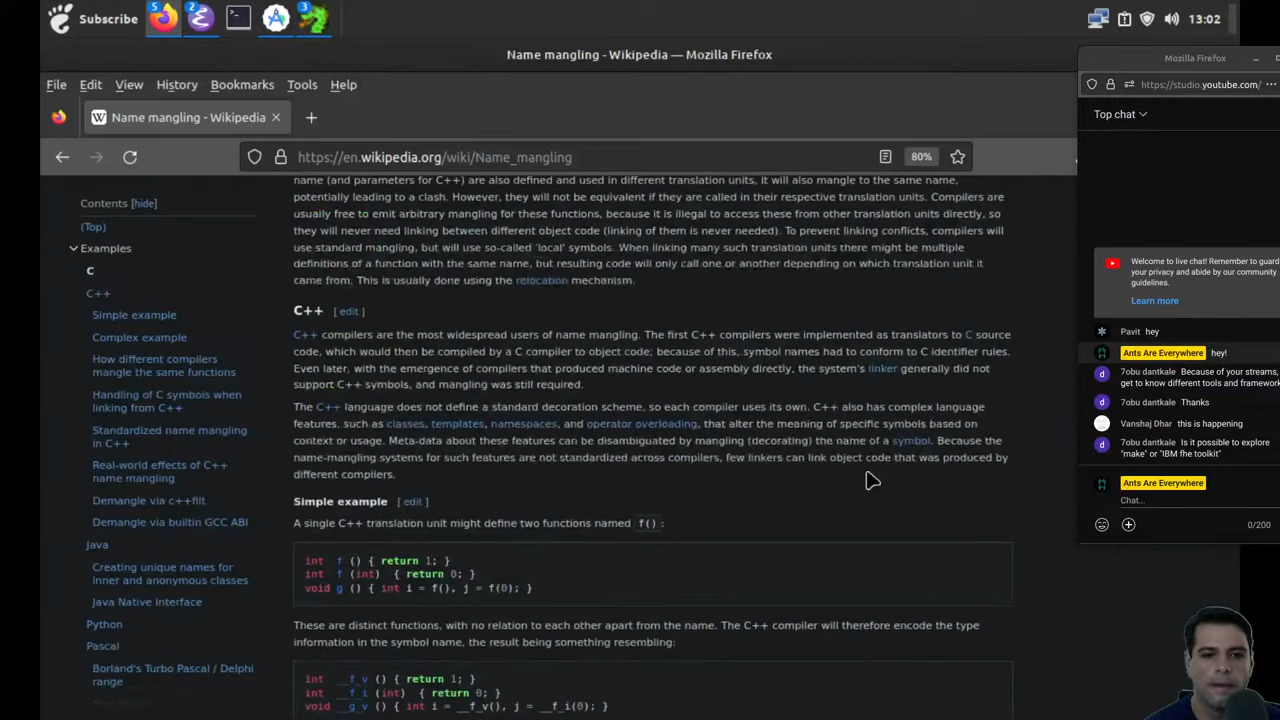 Subscribe
5
2
3
13:02
Name mangling - Wikipedia — Mozilla Firefox
File Edit View History Bookmarks Tools Help
Name mangling - Wikipedia
https://en.wikipedia.org/wiki/Name_mangling
80%
Contents [hide]
(Top)
Examples
C
C++
Simple example
Complex example
How different compilers
mangle the same functions
Handling of C symbols when
linking from C++
Standardized name mangling
in C++
Real-world effects of C++
name mangling
Demangle via c++filt
Demangle via builtin GCC ABI
Java
Creating unique names for
inner and anonymous classes
Java Native Interface
Python
Pascal
Borland's Turbo Pascal / Delphi
range
name (and parameters for C++) are also defined and used in different translation units, it will also mangle to the same name,
potentially leading to a clash. However, they will not be equivalent if they are called in their respective translation units. Compilers are
usually free to emit arbitrary mangling for these functions, because it is illegal to access these from other translation units directly, so
they will never need linking between different object code (linking of them is never needed). To prevent linking conflicts, compilers will
use standard mangling, but will use so-called 'local' symbols. When linking many such translation units there might be multiple
definitions of a function with the same name, but resulting code will only call one or another depending on which translation unit it
came from. This is usually done using the relocation mechanism.
C++ [ edit ]
C++ compilers are the most widespread users of name mangling. The first C++ compilers were implemented as translators to C source
code, which would then be compiled by a C compiler to object code; because of this, symbol names had to conform to C identifier rules.
Even later, with the emergence of compilers that produced machine code or assembly directly, the system's linker generally did not
support C++ symbols, and mangling was still required.
The C++ language does not define a standard decoration scheme, so each compiler uses its own. C++ also has complex language
features, such as classes, templates, namespaces, and operator overloading, that alter the meaning of specific symbols based on
context or usage. Meta-data about these features can be disambiguated by mangling (decorating) the name of a symbol. Because the
name-mangling systems for such features are not standardized across compilers, few linkers can link object code that was produced by
different compilers.
Simple example [ edit ]
A single C++ translation unit might define two functions named f():
int f () { return 1; }
int f (int) { return 0; }
void g () { int i = f(), j = f(0); }
These are distinct functions, with no relation to each other apart from the name. The C++ compiler will therefore encode the type
information in the symbol name, the result being something resembling:
int __f_v () { return 1; }
int __f_i (int) { return 0; }
void __g_v () { int i = __f_v(), j = __f_i(0); }
Mozilla Firefox
https://studio.youtube.com/
Top chat
Welcome to live chat! Remember to guard
your privacy and abide by our community
guidelines.
Learn more
Pavit hey
Ants Are Everywhere hey!
7obu dantkale Because of your streams,
get to know different tools and framework
7obu dantkale Thanks
Vanshaj Dhar this is happening
7obu dantkale Is it possible to explore
"make" or "IBM fhe toolkit"
Ants Are Everywhere
Chat...
0/200